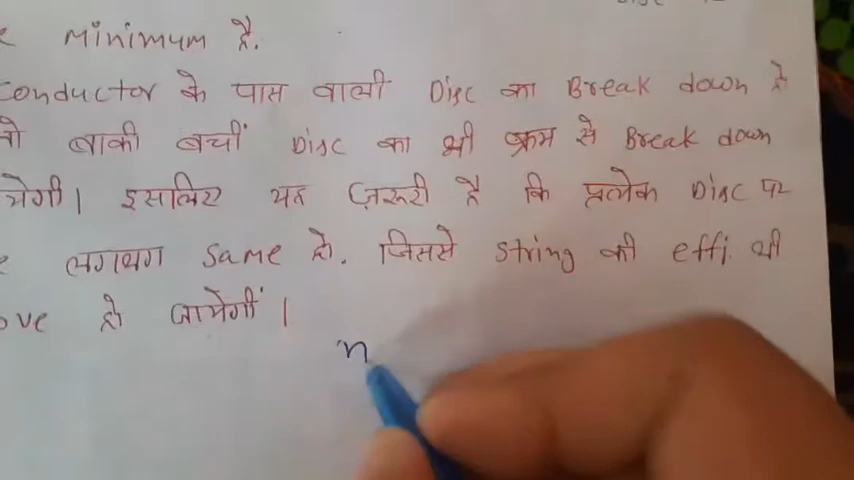 minimum है.
Conductor के पास वाली Disc का Break down हो
बाकी बचीं Disc का भी क्रम से Break down
इसलिए यह ज़रूरी है कि प्रत्येक Disc पर
लगभग same हो. जिससे string की effi. भी
ove हो जायेगीं ।
n